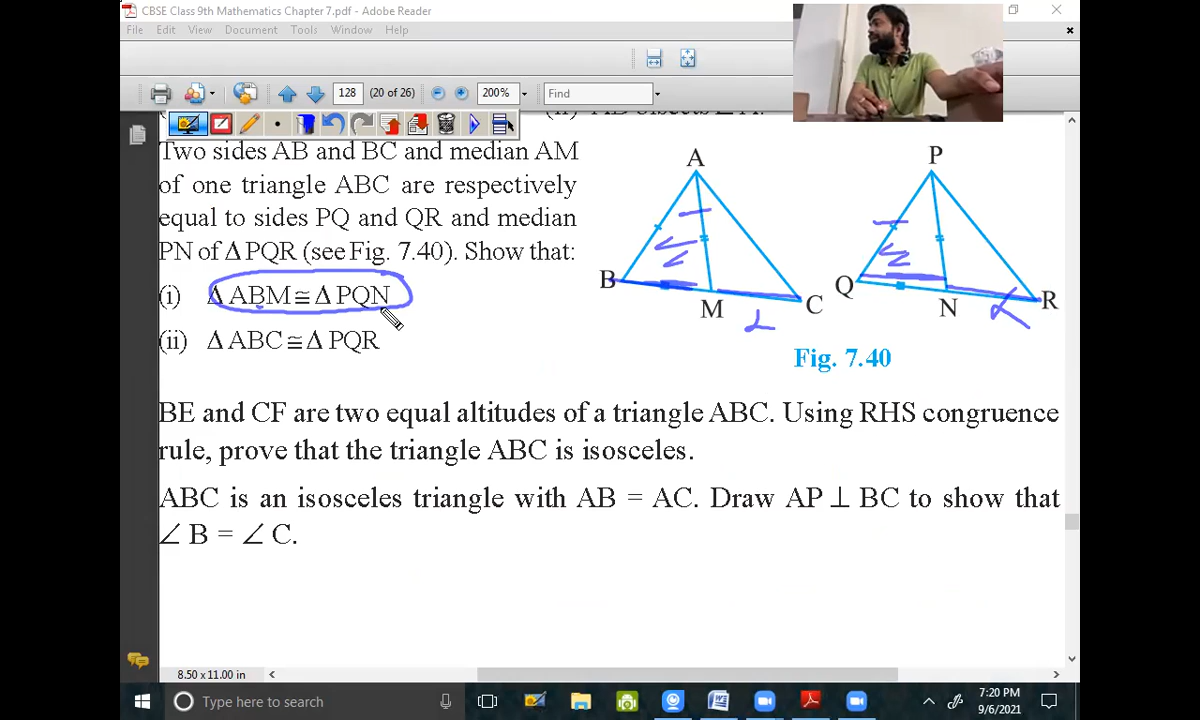 CBSE Class 9th Mathematics Chapter 7.pdf - Adobe Reader
File Edit View Document Tools Window Help
128 (20 of 26) 200% Find
Two sides AB and BC and median AM
of one triangle ABC are respectively
equal to sides PQ and QR and median
PN of Δ PQR (see Fig. 7.40). Show that:
(i) Δ ABM ≅ Δ PQN
(ii) Δ ABC ≅ Δ PQR
A
B
M
C
P
Q
N
R
Fig. 7.40
BE and CF are two equal altitudes of a triangle ABC. Using RHS congruence
rule, prove that the triangle ABC is isosceles.
ABC is an isosceles triangle with AB = AC. Draw AP ⊥ BC to show that
∠ B = ∠ C.
8.50 x 11.00 in
Type here to search
7:20 PM
9/6/2021